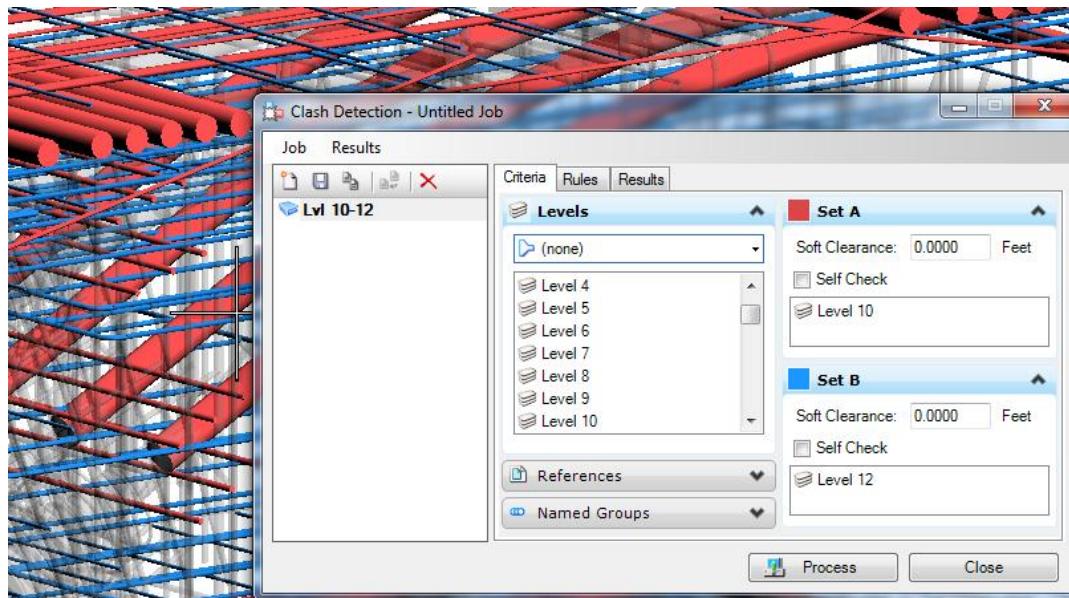 Clash Detection - Untitled Job
Job Results
Lvl 10-12
Criteria Rules Results
Levels
(none)
Level 4
Level 5
Level 6
Level 7
Level 8
Level 9
Level 10
References
Named Groups
Set A
Soft Clearance: 0.0000 Feet
Self Check
Level 10
Set B
Soft Clearance: 0.0000 Feet
Self Check
Level 12
Process Close